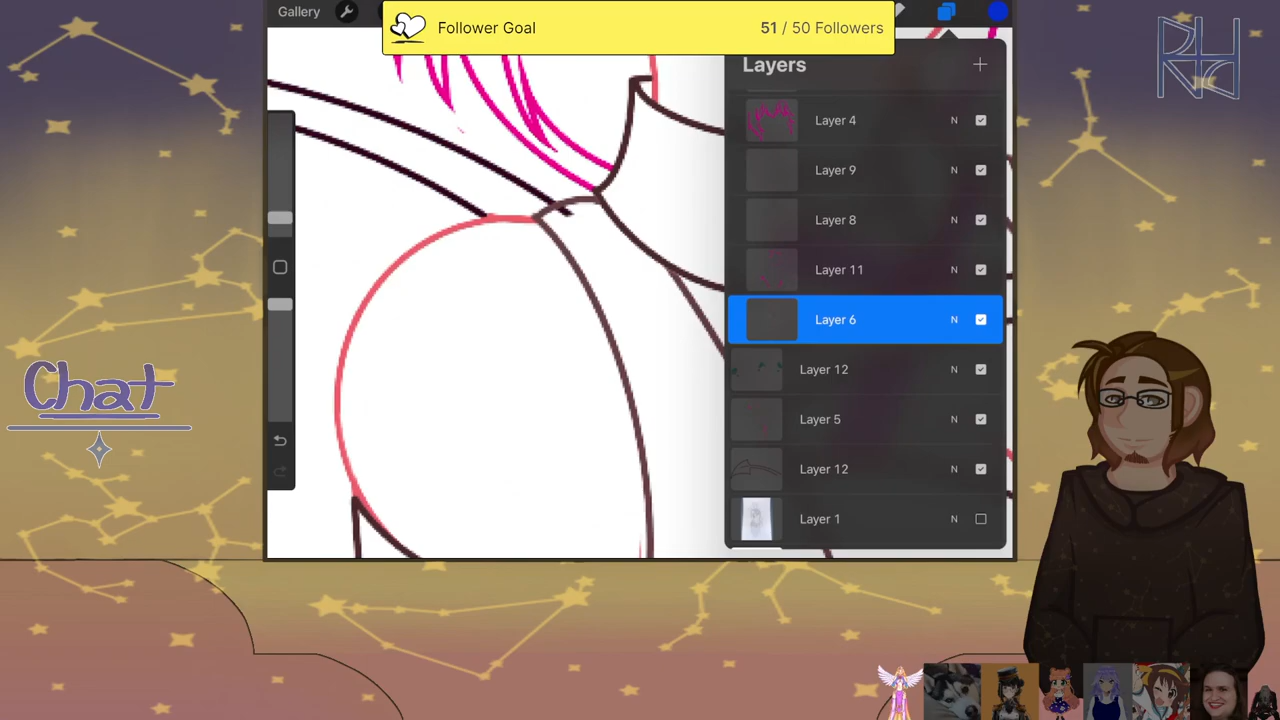 Gallery
Follower Goal
51 / 50 Followers
Layers
Layer 4 N
Layer 9 N
Layer 8 N
Layer 11 N
Layer 6 N
Layer 12 N
Layer 5 N
Layer 12 N
Layer 1 N
Chat